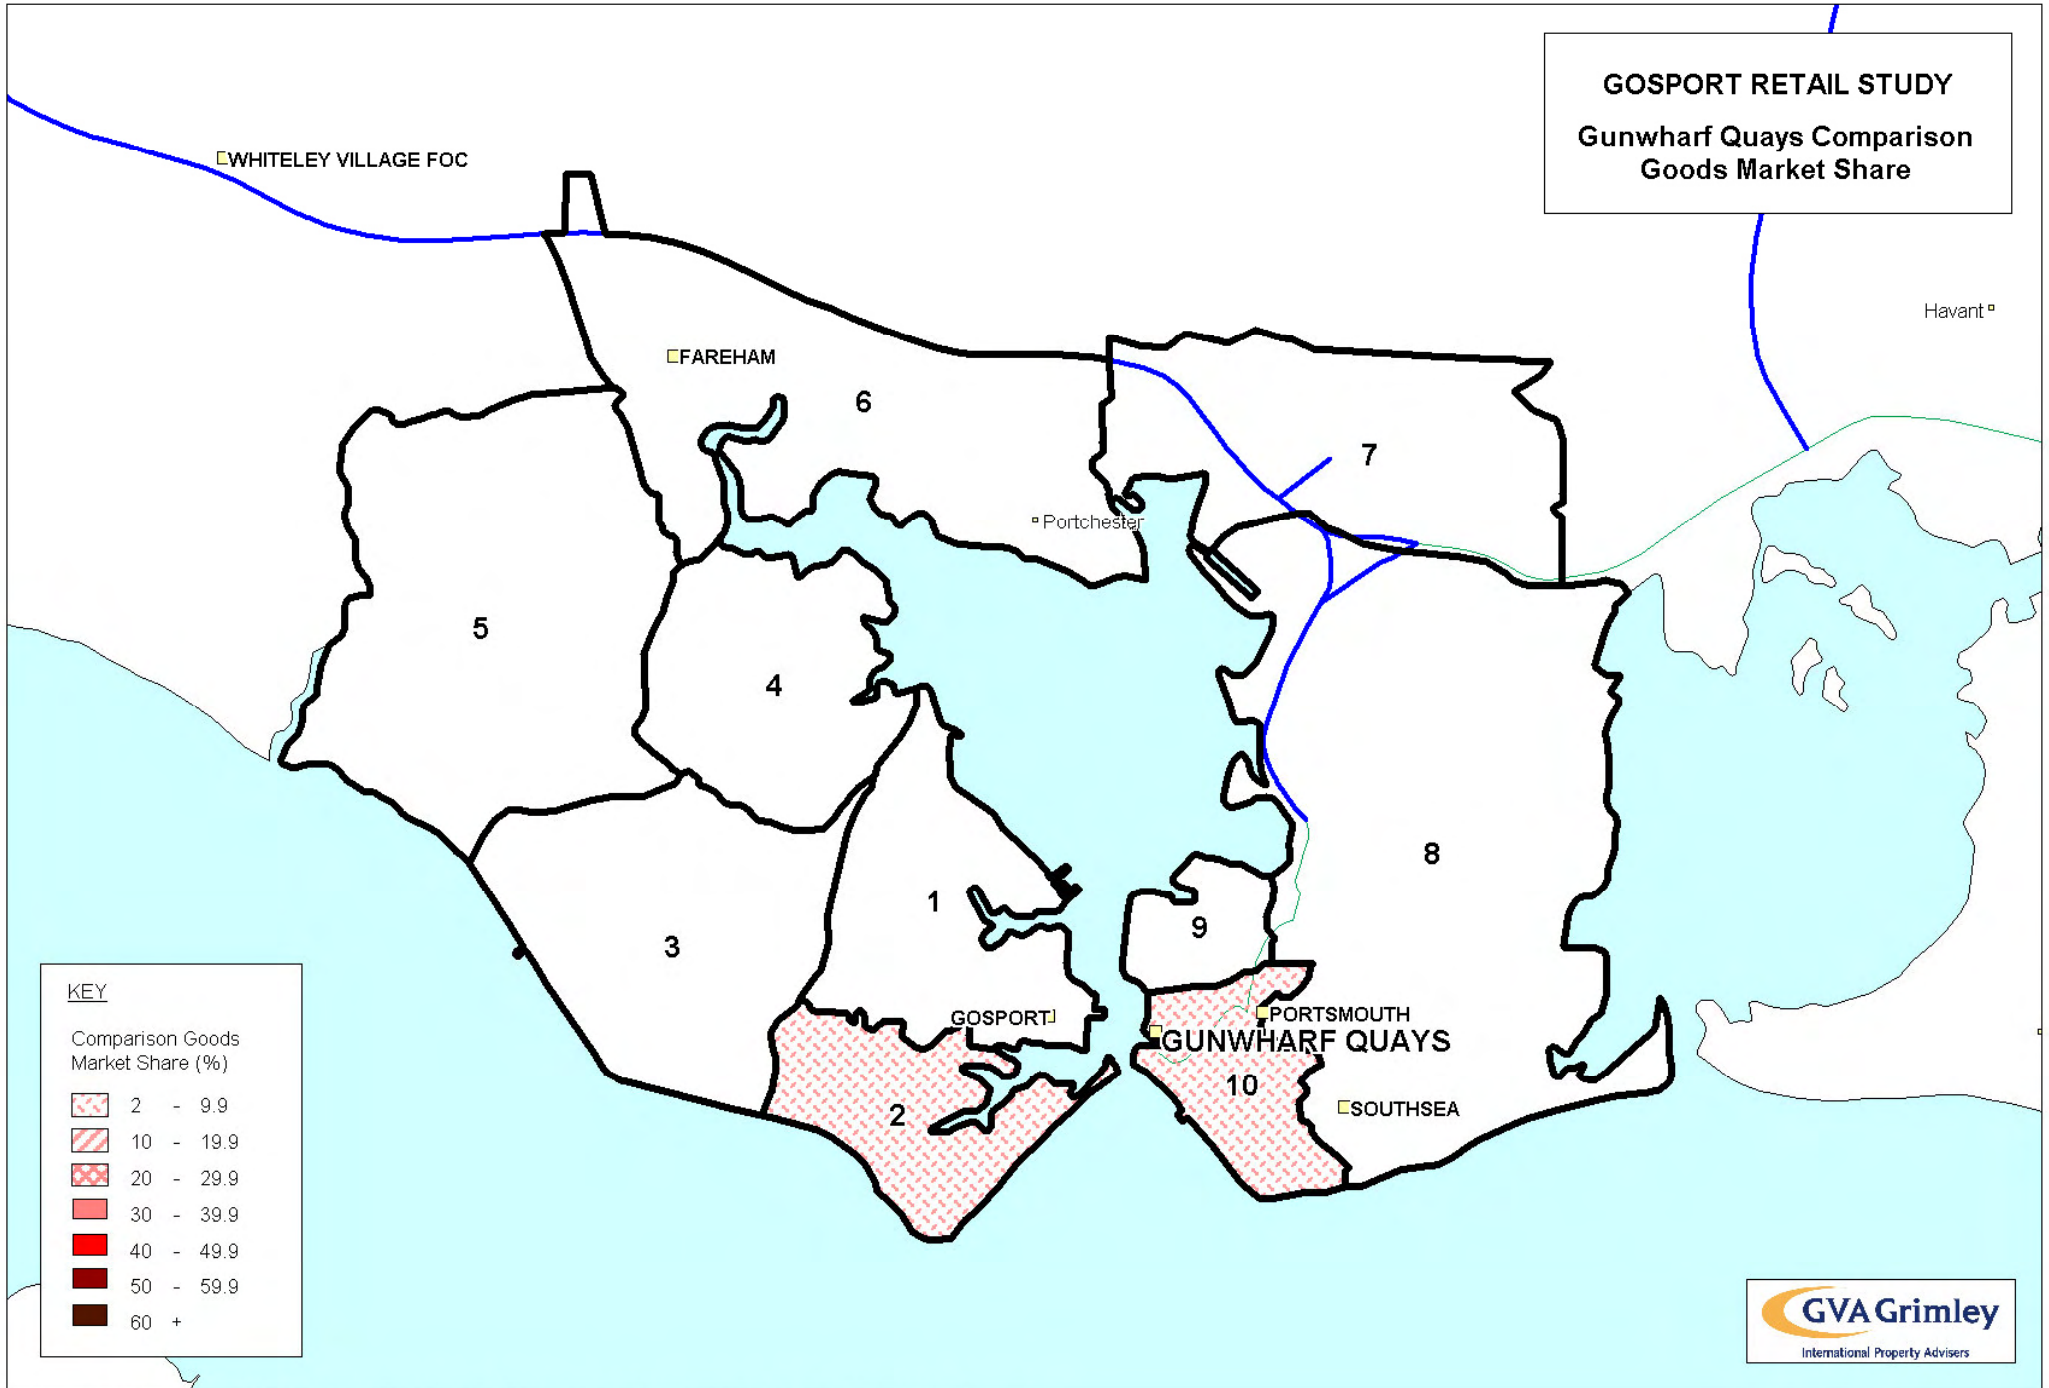 GOSPORT RETAIL STUDY
Gunwharf Quays Comparison
Goods Market Share
WHITELEY VILLAGE FOC
Havant
FAREHAM
6
7
Portchester
5
4
8
1
9
3
GOSPORT
PORTSMOUTH
GUNWHARF QUAYS
10
2
SOUTHSEA
KEY
Comparison Goods
Market Share (%)
2 - 9.9
10 - 19.9
20 - 29.9
30 - 39.9
40 - 49.9
50 - 59.9
60 +
GVA Grimley
International Property Advisers